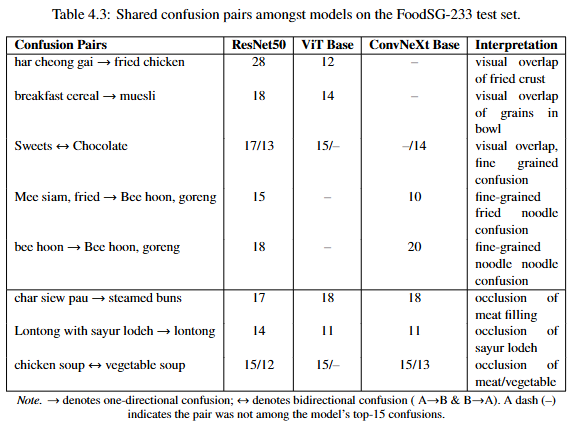 Table 4.3: Shared confusion pairs amongst models on the FoodSG-233 test set.
Confusion Pairs ResNet50 ViT Base ConvNeXt Base Interpretation
har cheong gai → fried chicken 28 12 – visual overlap
of fried crust
breakfast cereal → muesli 18 14 – visual overlap
of grains in
bowl
Sweets ↔ Chocolate 17/13 15/– –/14 visual overlap,
fine grained
confusion
Mee siam, fried → Bee hoon, goreng 15 – 10 fine-grained
fried noodle
confusion
bee hoon → Bee hoon, goreng 18 – 20 fine-grained
noodle noodle
confusion
char siew pau → steamed buns 17 18 18 occlusion of
meat filling
Lontong with sayur lodeh → lontong 14 11 11 occlusion of
sayur lodeh
chicken soup ↔ vegetable soup 15/12 15/– 15/13 occlusion of
meat/vegetable
Note. → denotes one-directional confusion; ↔ denotes bidirectional confusion ( A→B & B→A). A dash (–)
indicates the pair was not among the model's top-15 confusions.